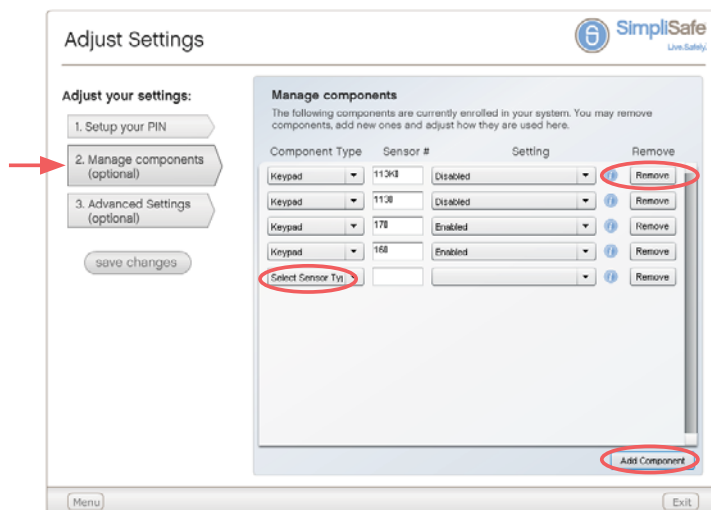 Adjust Settings
SimpliSafe
Live.Safely.
Adjust your settings:
1. Setup your PIN
2. Manage components
(optional)
3. Advanced Settings
(optional)
save changes
Manage components
The following components are currently enrolled in your system. You may remove
components, add new ones and adjust how they are used here.
Component Type Sensor # Setting Remove
Keypad Disabled Remove
Keypad Disabled Remove
Keypad Enabled Remove
Keypad Enabled Remove
Select Sensor Ty Remove
Add Component
Menu Exit